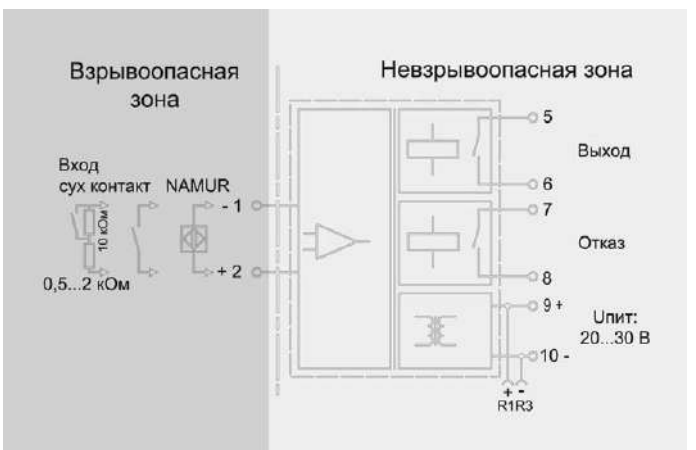 Взрывоопасная
зона
Невзрывоопасная зона
Вход
сух контакт
NAMUR
10 кОм
0,5...2 кОм
- 1
+ 2
5
Выход
6
7
Отказ
8
9 +
Uпит:
20...30 В
10 -
+ -
R1R3